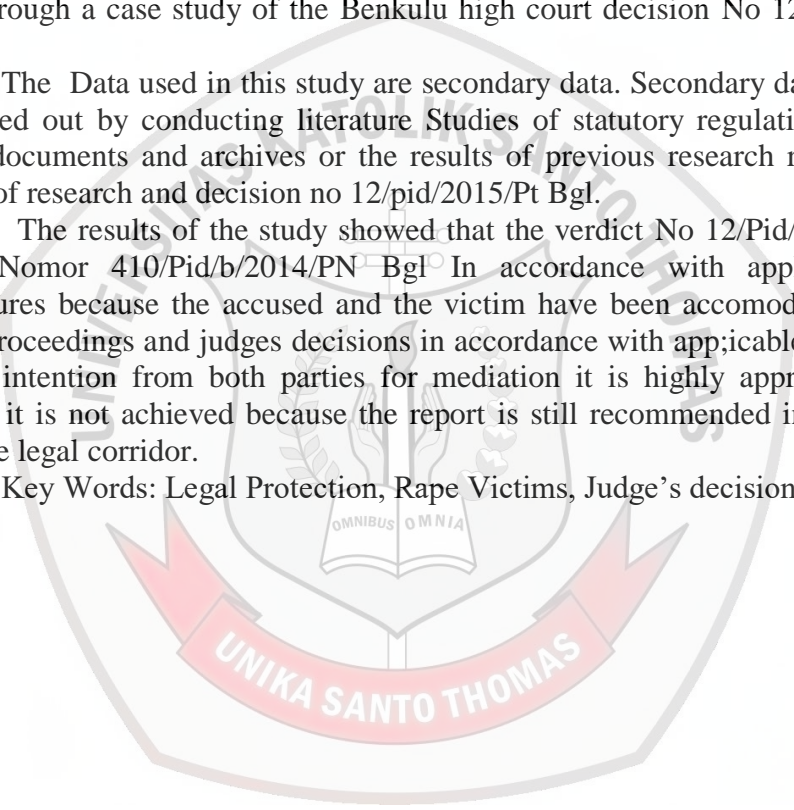 rough a case study of the Benkulu high court decision No 12
The Data used in this study are secondary data. Secondary da
ed out by conducting literature Studies of statutory regulati
documents and archives or the results of previous research
of research and decision no 12/pid/2015/Pt Bgl.
The results of the study showed that the verdict No 12/Pid/
Nomor 410/Pid/b/2014/PN Bgl In accordance with app
ures because the accused and the victim have been accomod
roceedings and judges decisions in accordance with app;icable
intention from both parties for mediation it is highly appr
it is not achieved because the report is still recommended in
e legal corridor.
Key Words: Legal Protection, Rape Victims, Judge's decision
UNIVERSITAS KATOLIK SANTO THOMAS
OMNIBUS OMNIA
UNIKA SANTO THOMAS